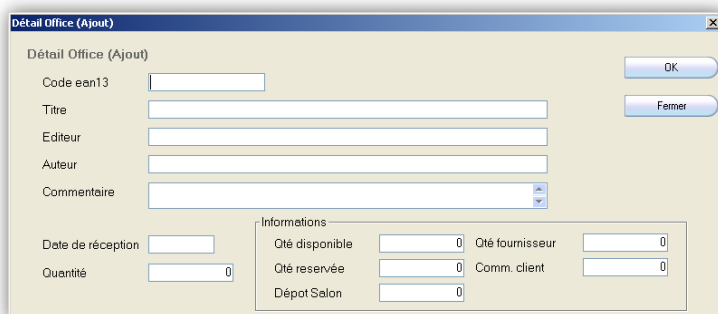 Détail Office (Ajout)
Détail Office (Ajout)
OK
Code ean13
Titre
Fermer
Editeur
Auteur
Commentaire
Informations
Date de réception
Qté disponible 0 Qté fournisseur 0
Quantité 0
Qté reservée 0 Comm. client 0
Dépot Salon 0